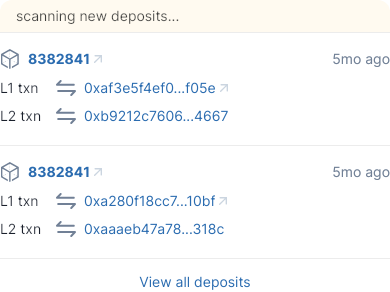 scanning new deposits...
8382841 5mo ago
L1 txn 0xaf3e5f4ef0...f05e
L2 txn 0xb9212c7606...4667
8382841 5mo ago
L1 txn 0xa280f18cc7...10bf
L2 txn 0xaaaeb47a78...318c
View all deposits